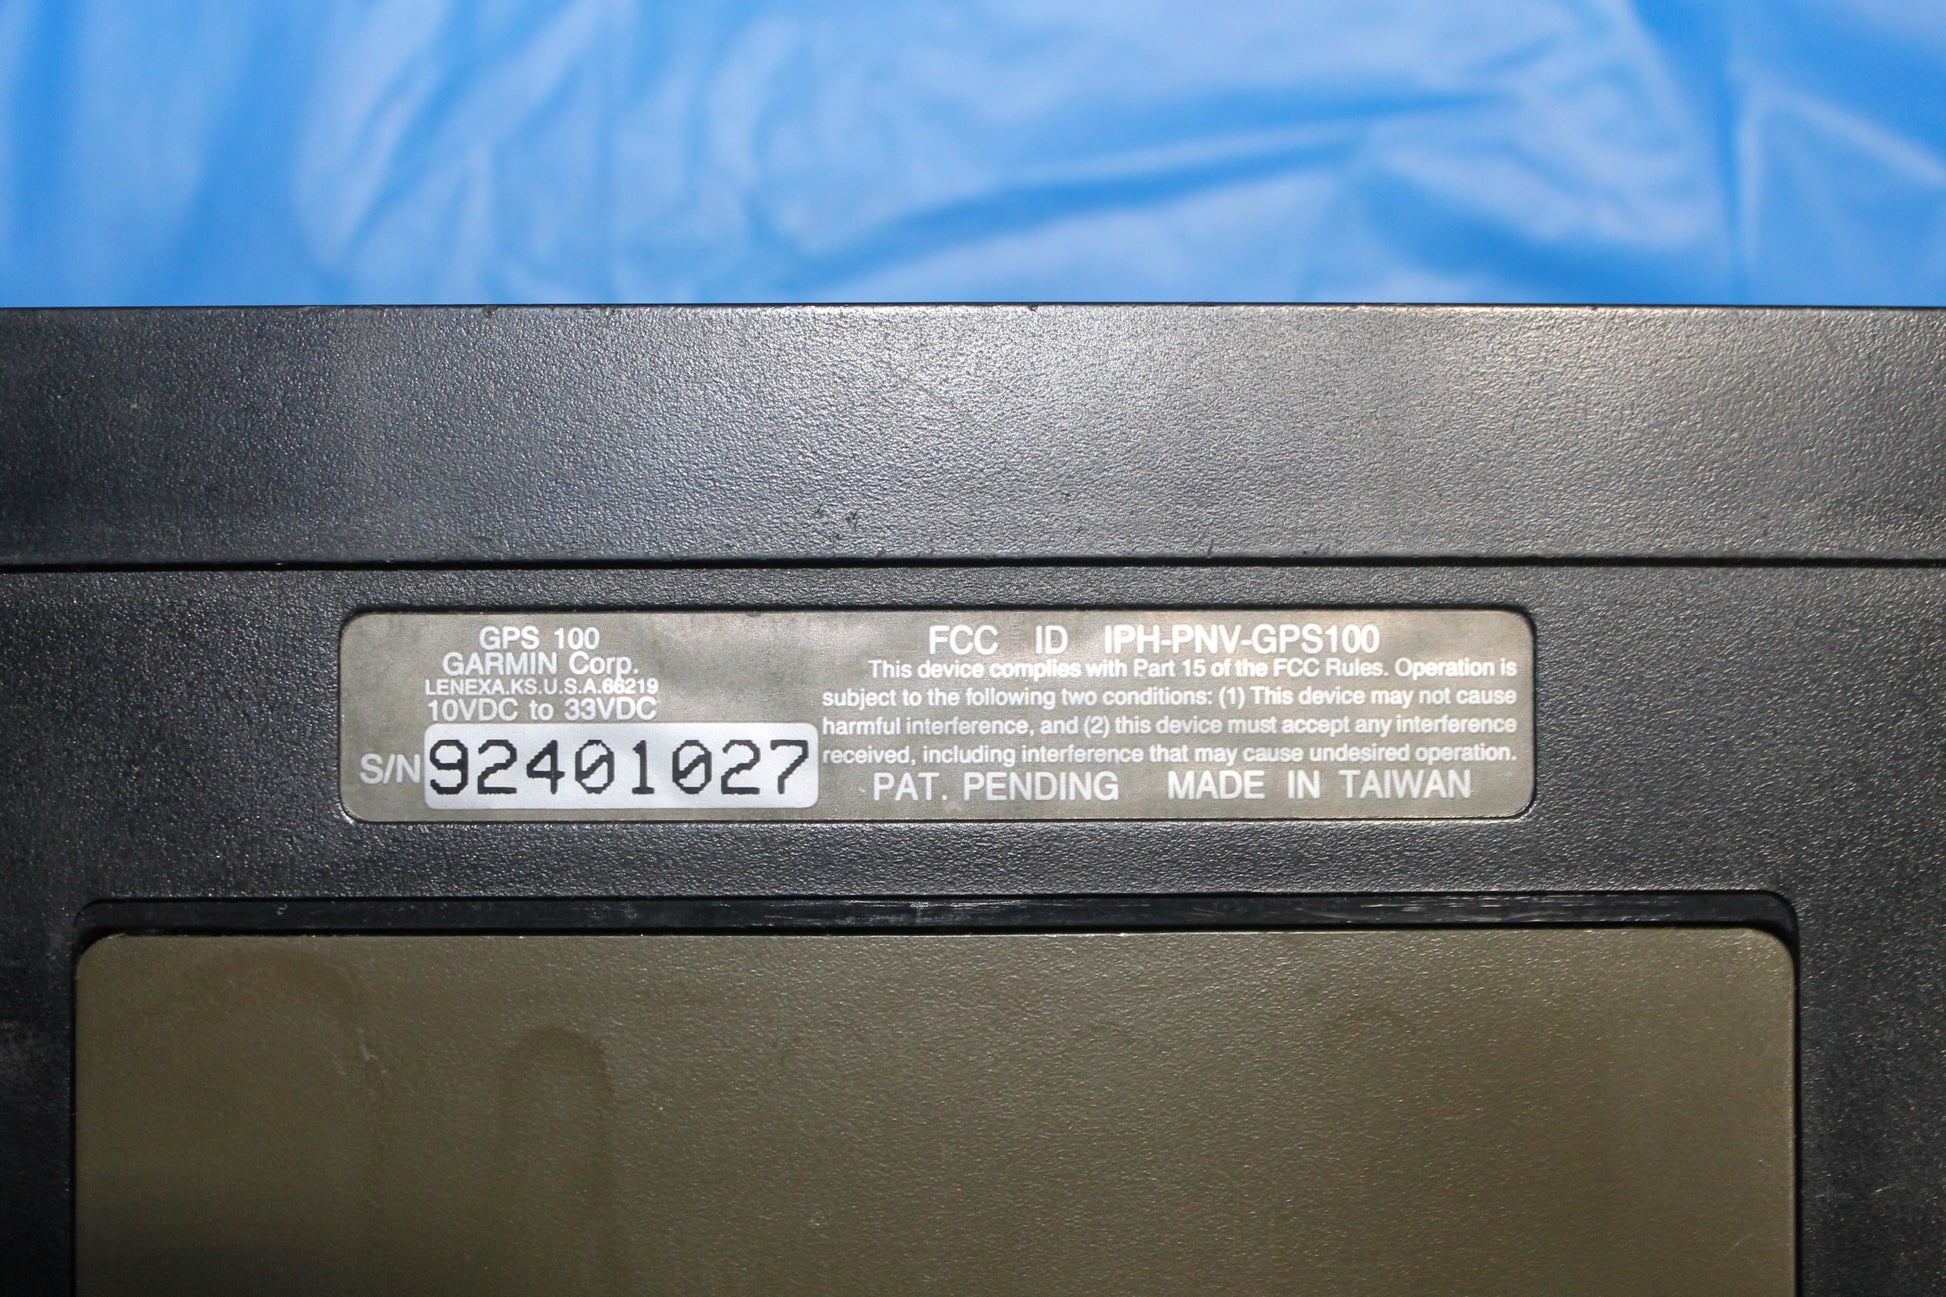 GPS 100
GARMIN Corp.
LENEXA.KS.U.S.A.66219
10VDC to 33VDC
S/N 92401027
FCC ID IPH-PNV-GPS100
This device complies with Part 15 of the FCC Rules. Operation is
subject to the following two conditions: (1) This device may not cause
harmful interference, and (2) this device must accept any interference
received, including interference that may cause undesired operation.
PAT. PENDING MADE IN TAIWAN